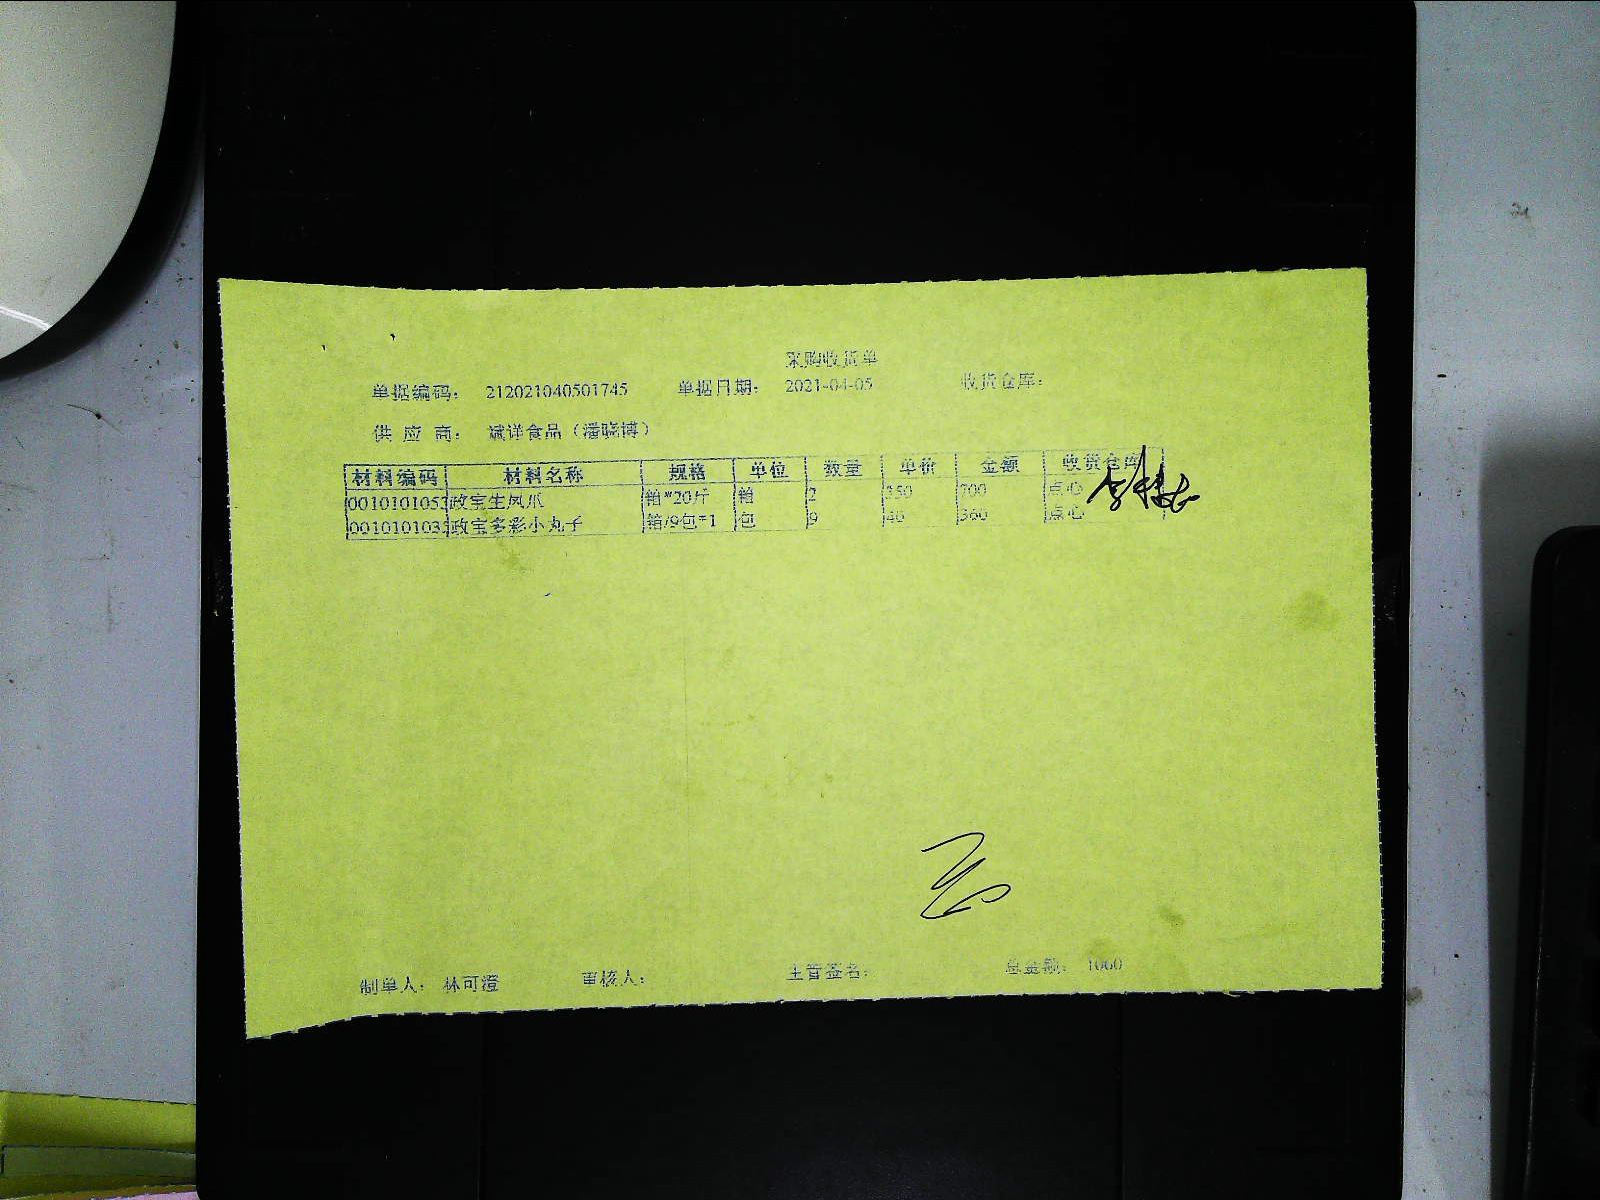 采购收货单
单据编码： 212021040501745 单据日期： 2021-04-05 收货仓库：
供 应 商： 斌洋食品（潘晓博）
材料编码 材料名称 规格 单位 数量 单价 金额 收货仓库
0010101053 政宝生凤爪 箱*20斤 箱 2 350 700 点心
001010103 政宝多彩小丸子 箱/9包*1 包 9 40 360 点心
制单人： 林可澄 审核人： 主管签名： 总金额： 1060